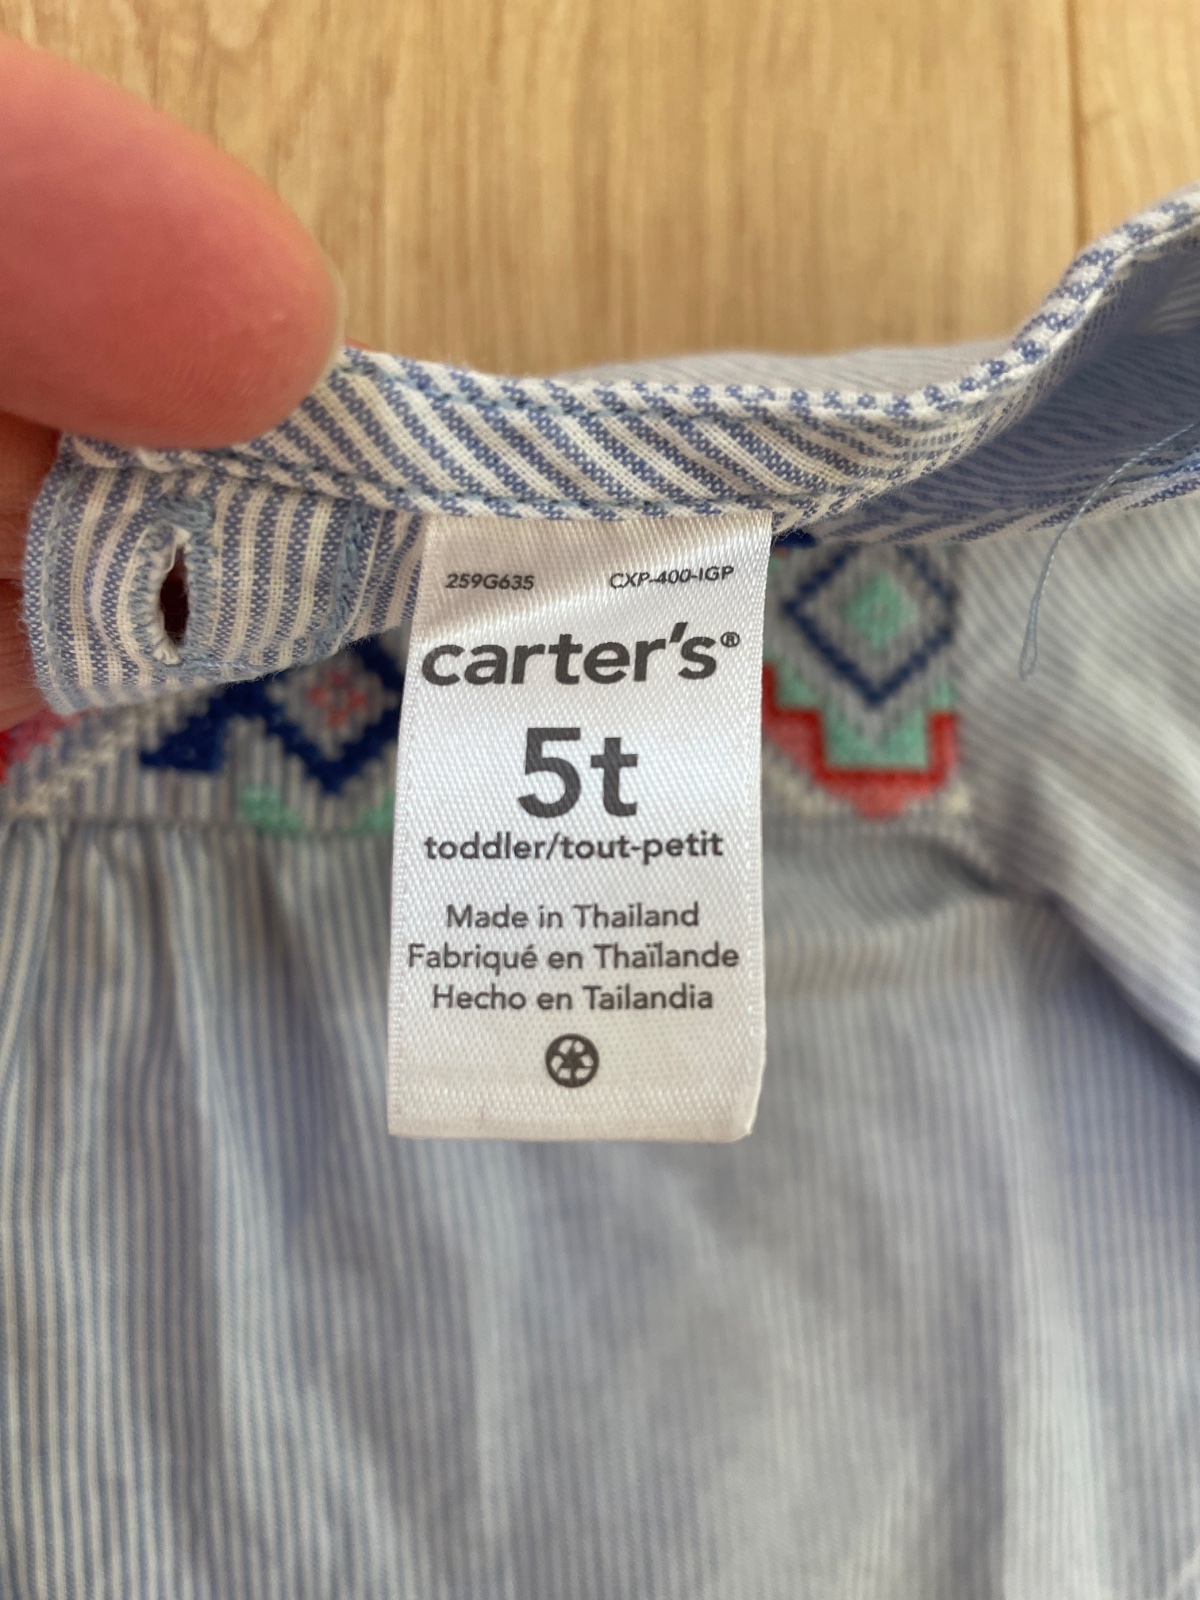 259G635 CXP-400-IGP
carter's®
5t
toddler/tout-petit
Made in Thailand
Fabriqué en Thaïlande
Hecho en Tailandia